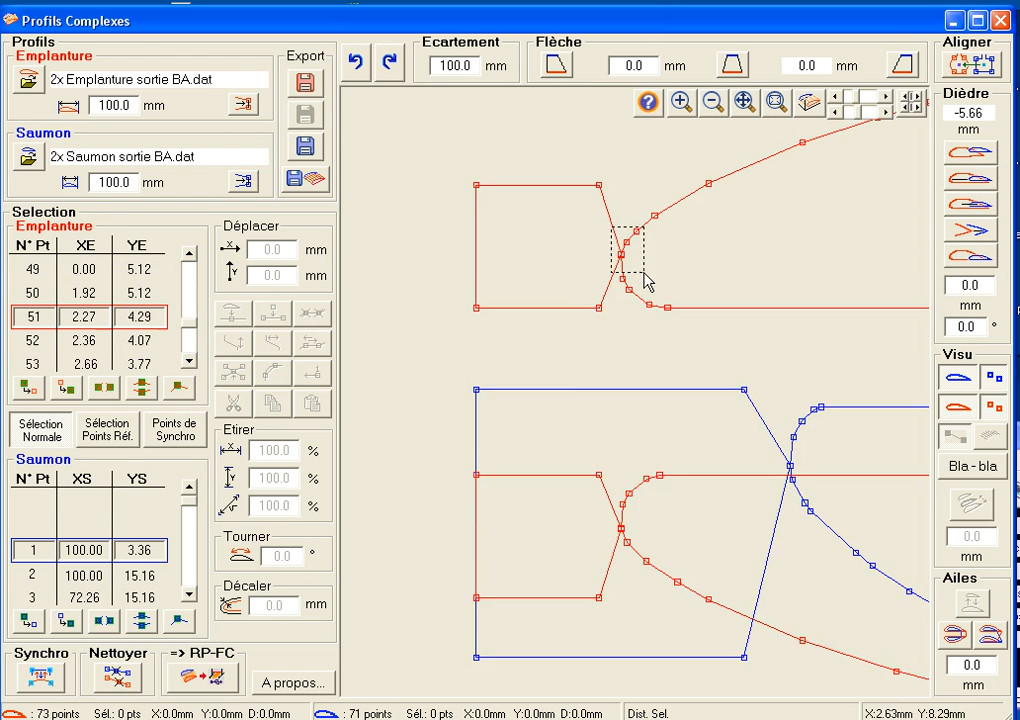 Profils Complexes
Profils
Emplanture
2x Emplanture sortie BA.dat
100.0 mm
Saumon
2x Saumon sortie BA.dat
100.0 mm
Export
Ecartement
100.0 mm
Flèche
0.0 mm
0.0 mm
Aligner
Dièdre
-5.66
mm
0.0
mm
0.0 °
Selection
Emplanture
N° Pt XE YE
49 0.00 5.12
50 1.92 5.12
51 2.27 4.29
52 2.36 4.07
53 2.66 3.77
Sélection Normale
Sélection Points Réf.
Points de Synchro
Saumon
N° Pt XS YS
1 100.00 3.36
2 100.00 15.16
3 72.26 15.16
Déplacer
X 0.0 mm
Y 0.0 mm
Etirer
X 100.0 %
Y 100.0 %
100.0 %
Tourner
0.0 °
Décaler
0.0 mm
Visu
Bla - bla
0.0
mm
Ailes
0.0
mm
Synchro
Nettoyer
=> RP-FC
A propos...
: 73 points Sél.: 0 pts X:0.0mm Y:0.0mm D:0.0mm
: 71 points Sél.: 0 pts X:0.0mm Y:0.0mm D:0.0mm
Dist. Sel.
X:2.63mm Y:8.29mm